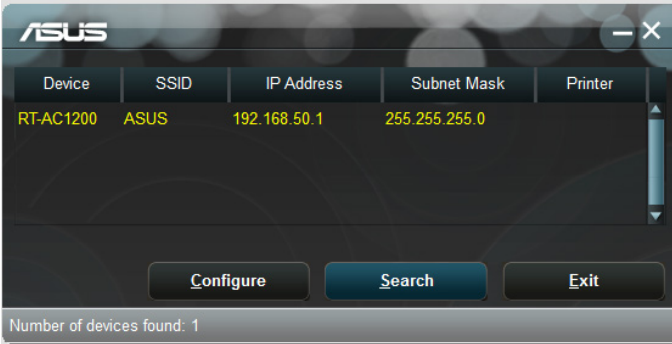 ASUS
Device SSID IP Address Subnet Mask Printer
RT-AC1200 ASUS 192.168.50.1 255.255.255.0
Configure Search Exit
Number of devices found: 1